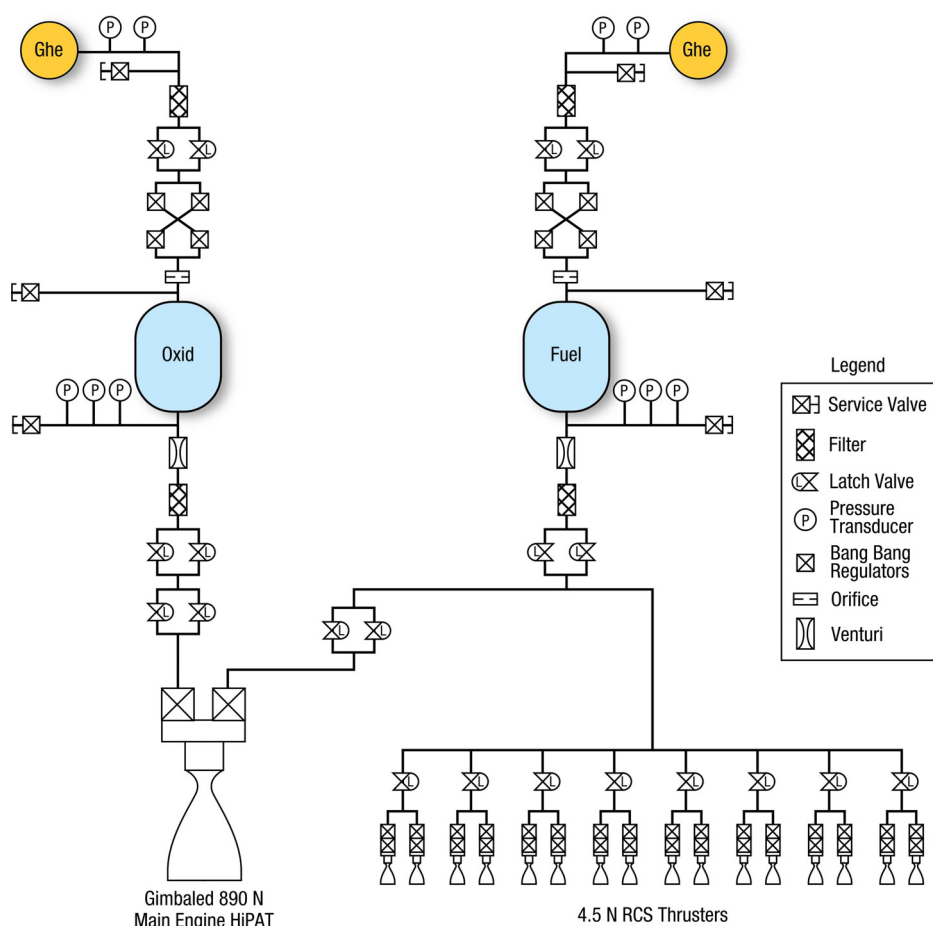 P P P P
Ghe
Ghe
L L L L
Oxid
Fuel
P P P P P P
L L L L
L L
L L
L L L L L L L L
Gimbaled 890 N
Main Engine HiPAT
4.5 N RCS Thrusters
Legend
Service Valve
Filter
L Latch Valve
P Pressure
Transducer
Bang Bang
Regulators
Orifice
Venturi